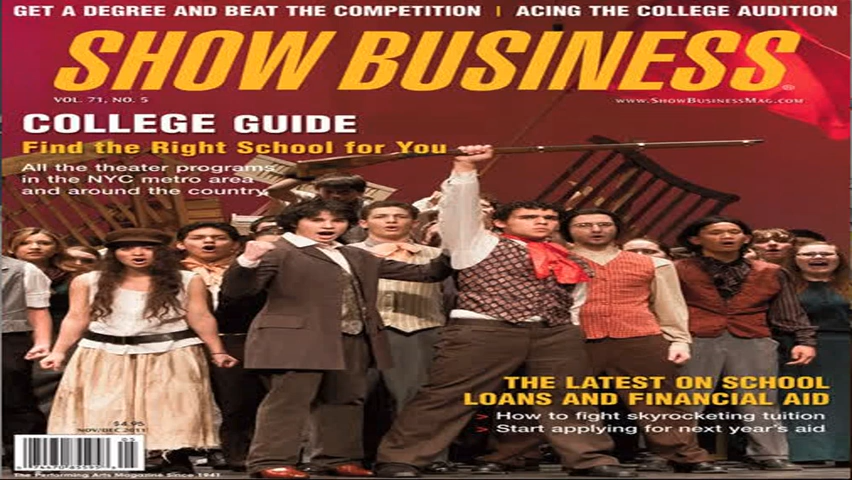 GET A DEGREE AND BEAT THE COMPETITION | ACING THE COLLEGE AUDITION
SHOW BUSINESS®
VOL. 71, NO. 5
WWW.SHOWBUSINESSMAG.COM
COLLEGE GUIDE
Find the Right School for You
All the theater programs
in the NYC metro area
and around the country
THE LATEST ON SCHOOL
LOANS AND FINANCIAL AID
> How to fight skyrocketing tuition
> Start applying for next year's aid
$4.95
NOV/DEC 2011
The Performing Arts Magazine Since 1941